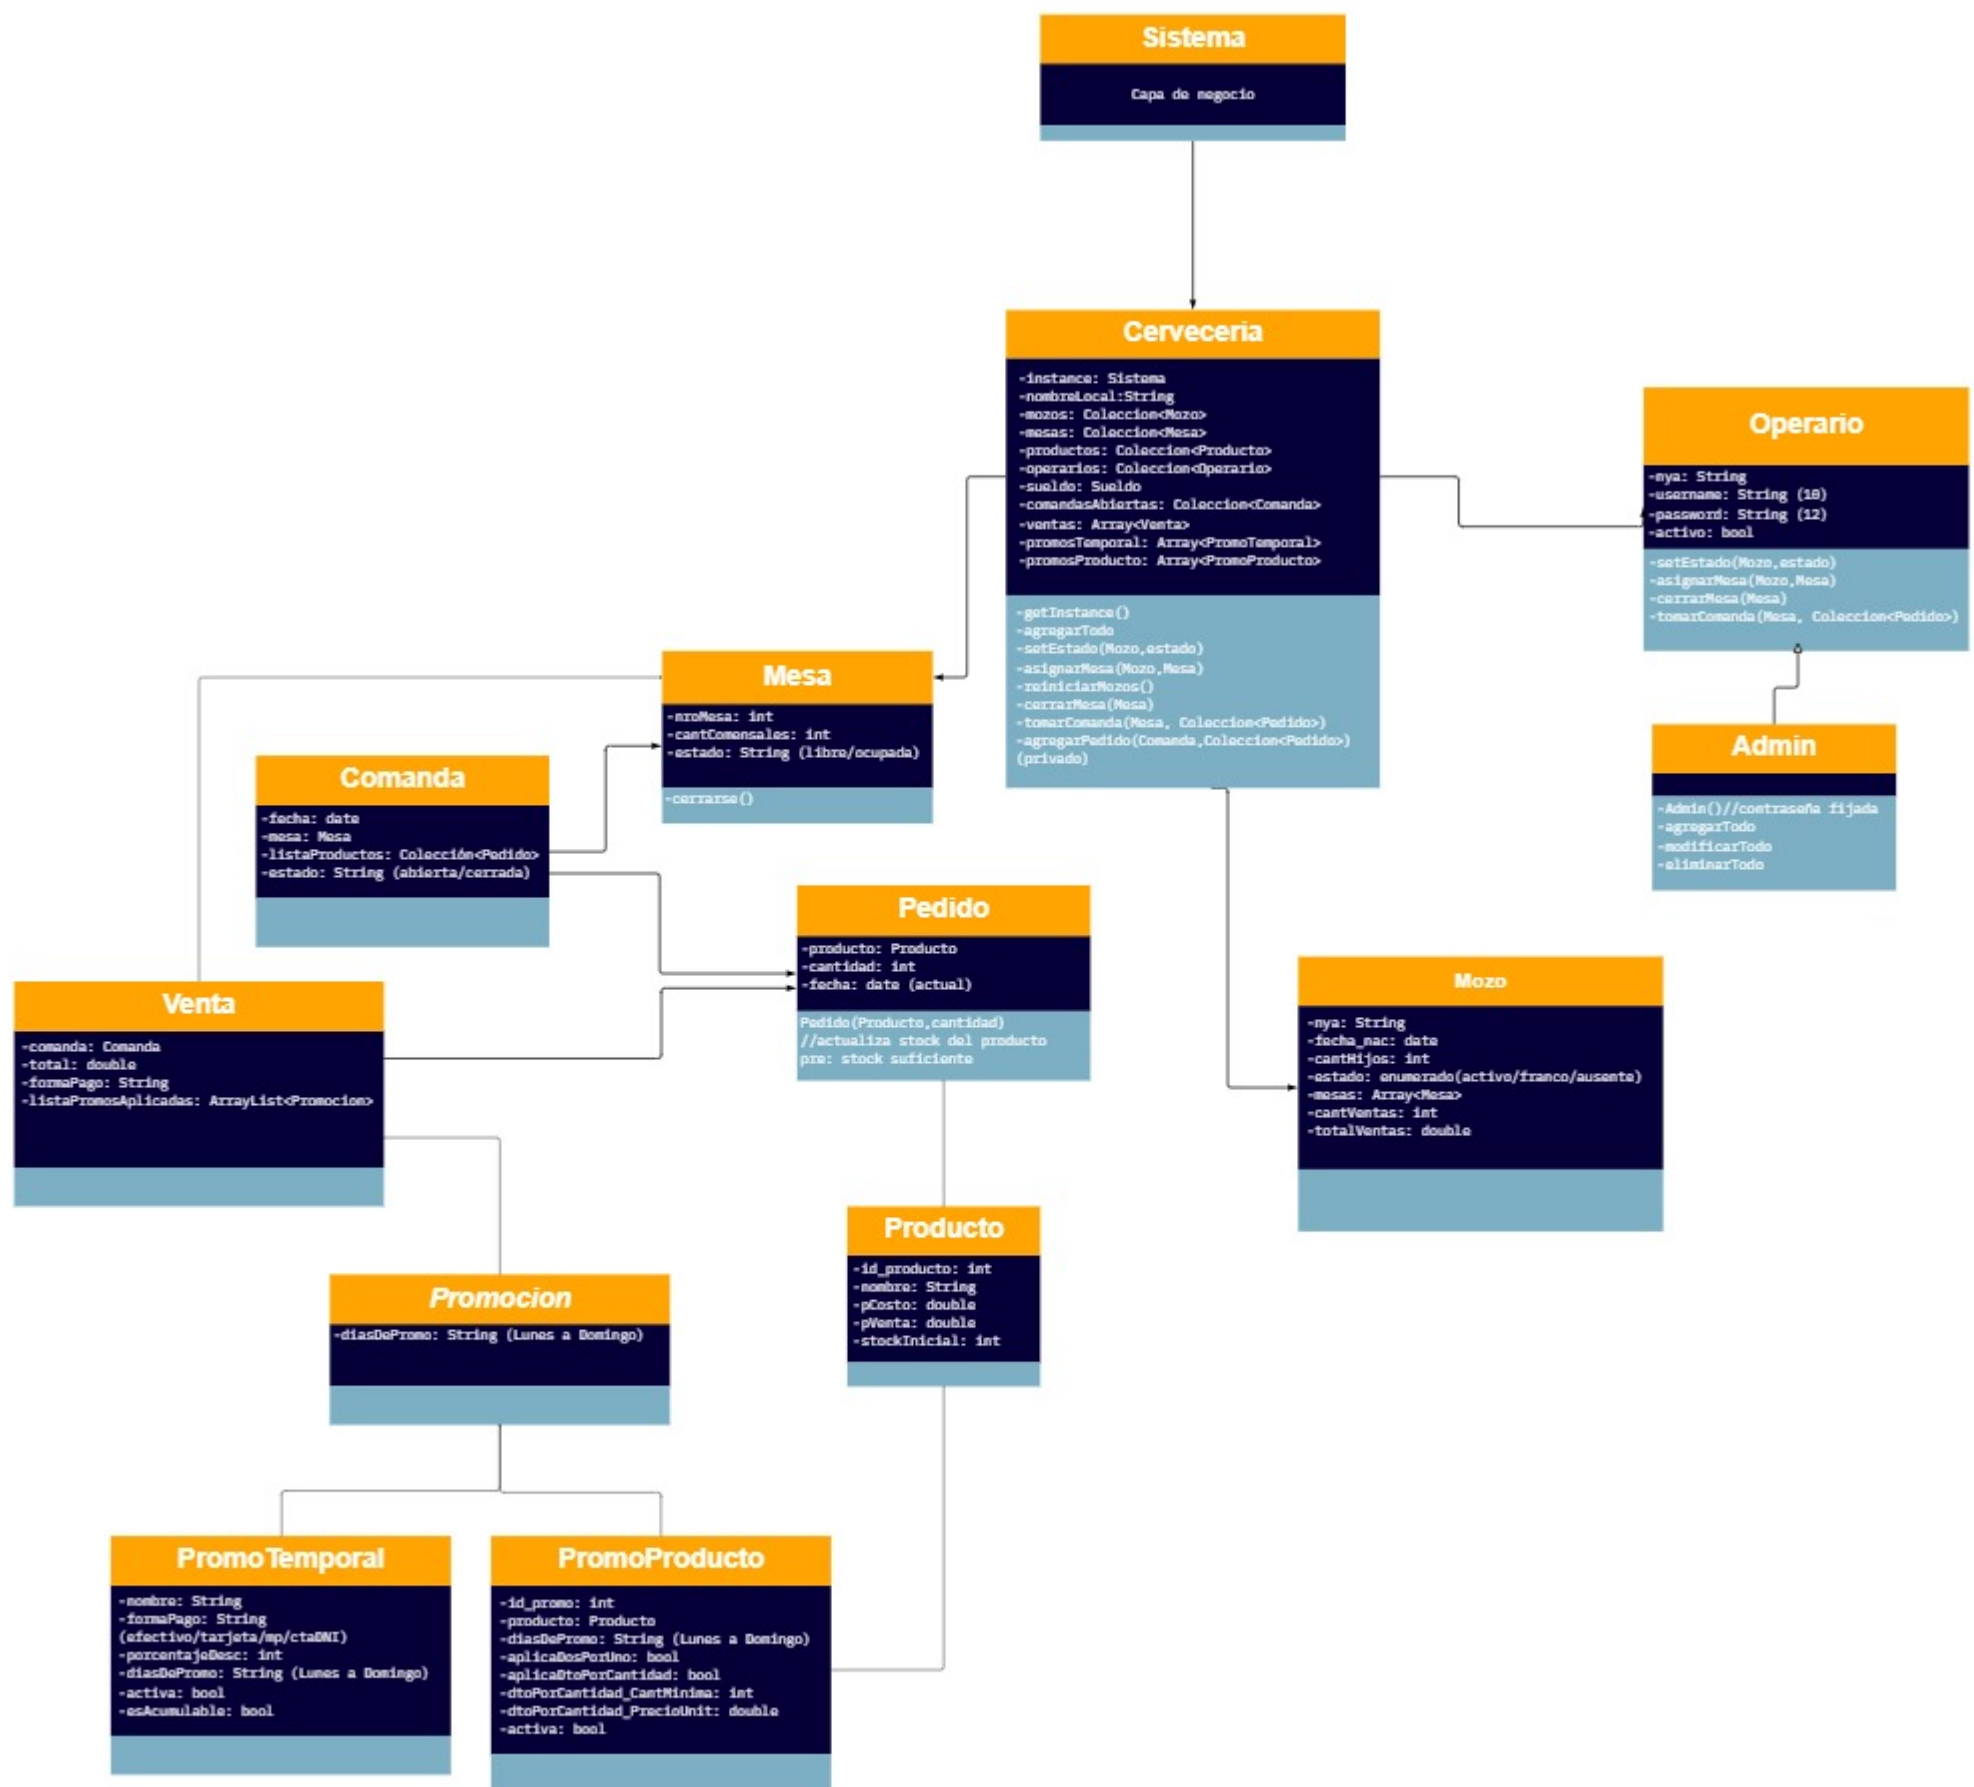 Sistema
Capa de negocio
Cerveceria
-instance: Sistema
-nombreLocal:String
-mozos: Coleccion<Mozo>
-mesas: Coleccion<Mesa>
-productos: Coleccion<Producto>
-operarios: Coleccion<Operario>
-sueldo: Sueldo
-comandasAbiertas: Coleccion<Comanda>
-ventas: Array<Venta>
-promosTemporal: Array<PromoTemporal>
-promosProducto: Array<PromoProducto>
-getInstance()
-agregarTodo
-setEstado(Mozo,estado)
-asignarMesa(Mozo,Mesa)
-reiniciarMozos()
-cerrarMesa(Mesa)
-tomarComanda(Mesa, Coleccion<Pedido>)
-agregarPedido(Comanda,Coleccion<Pedido>)
(privado)
Operario
-nya: String
-username: String (10)
-password: String (12)
-activo: bool
-setEstado(Mozo,estado)
-asignarMesa(Mozo,Mesa)
-cerrarMesa(Mesa)
-tomarComanda(Mesa, Coleccion<Pedido>)
Mesa
-nroMesa: int
-cantComensales: int
-estado: String (libre/ocupada)
-cerrarse()
Admin
-Admin()//contraseña fijada
-agregarTodo
-modificarTodo
-eliminarTodo
Comanda
-fecha: date
-mesa: Mesa
-listaProductos: Colección<Pedido>
-estado: String (abierta/cerrada)
Pedido
-producto: Producto
-cantidad: int
-fecha: date (actual)
Pedido(Producto,cantidad)
//actualiza stock del producto
pre: stock suficiente
Mozo
-nya: String
-fecha_nac: date
-cantHijos: int
-estado: enumerado(activo/franco/ausente)
-mesas: Array<Mesa>
-cantVentas: int
-totalVentas: double
Venta
-comanda: Comanda
-total: double
-formaPago: String
-listaPromosAplicadas: ArrayList<Promocion>
Producto
-id_producto: int
-nombre: String
-pCosto: double
-pVenta: double
-stockInicial: int
Promocion
-diasDePromo: String (Lunes a Domingo)
PromoTemporal
-nombre: String
-formaPago: String
(efectivo/tarjeta/mp/ctaDNI)
-porcentajeDesc: int
-diasDePromo: String (Lunes a Domingo)
-activa: bool
-esAcumulable: bool
PromoProducto
-id_promo: int
-producto: Producto
-diasDePromo: String (Lunes a Domingo)
-aplicaDosPorUno: bool
-aplicaDtoPorCantidad: bool
-dtoPorCantidad_CantMinima: int
-dtoPorCantidad_PrecioUnit: double
-activa: bool